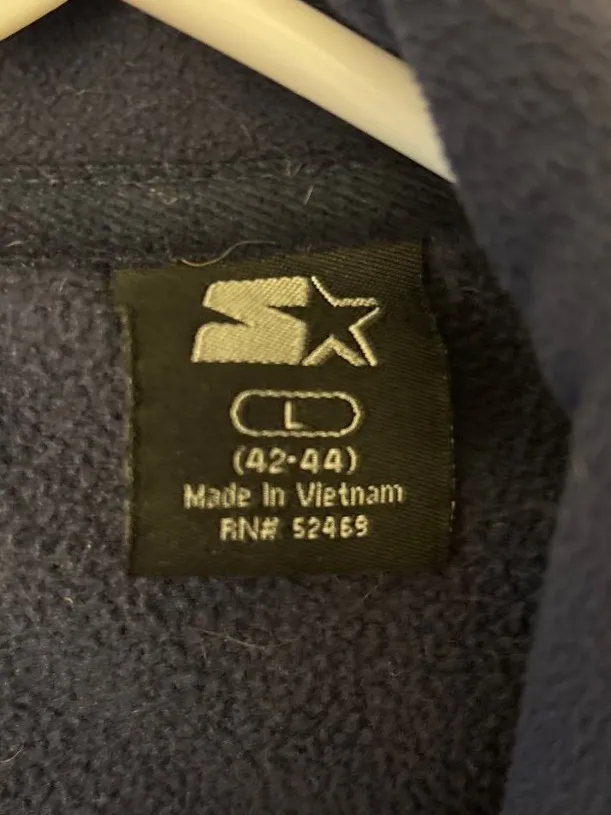 L
(42-44)
Made In Vietnam
RN# 52469